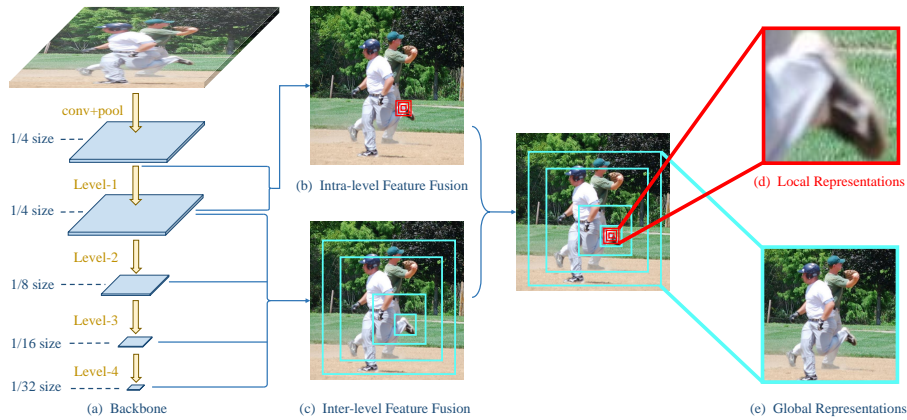 conv+pool
1/4 size
Level-1
1/4 size
Level-2
1/8 size
Level-3
1/16 size
Level-4
1/32 size
(a) Backbone
(b) Intra-level Feature Fusion
(c) Inter-level Feature Fusion
(d) Local Representations
(e) Global Representations